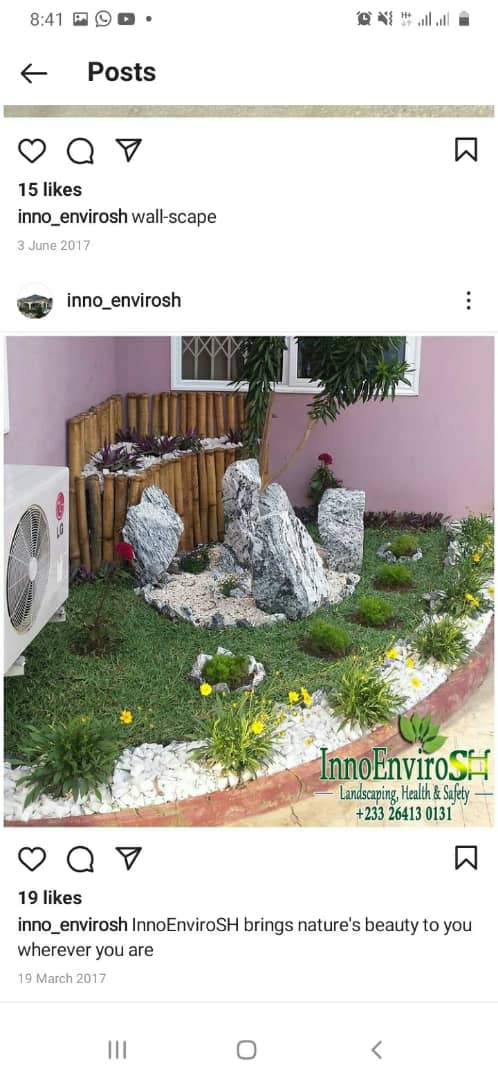 8:41
Posts
15 likes
inno_envirosh wall-scape
3 June 2017
inno_envirosh
LG
InnoEnviroSH
Landscaping, Health & Safety
+233 26413 0131
19 likes
inno_envirosh InnoEnviroSH brings nature's beauty to you
wherever you are
19 March 2017